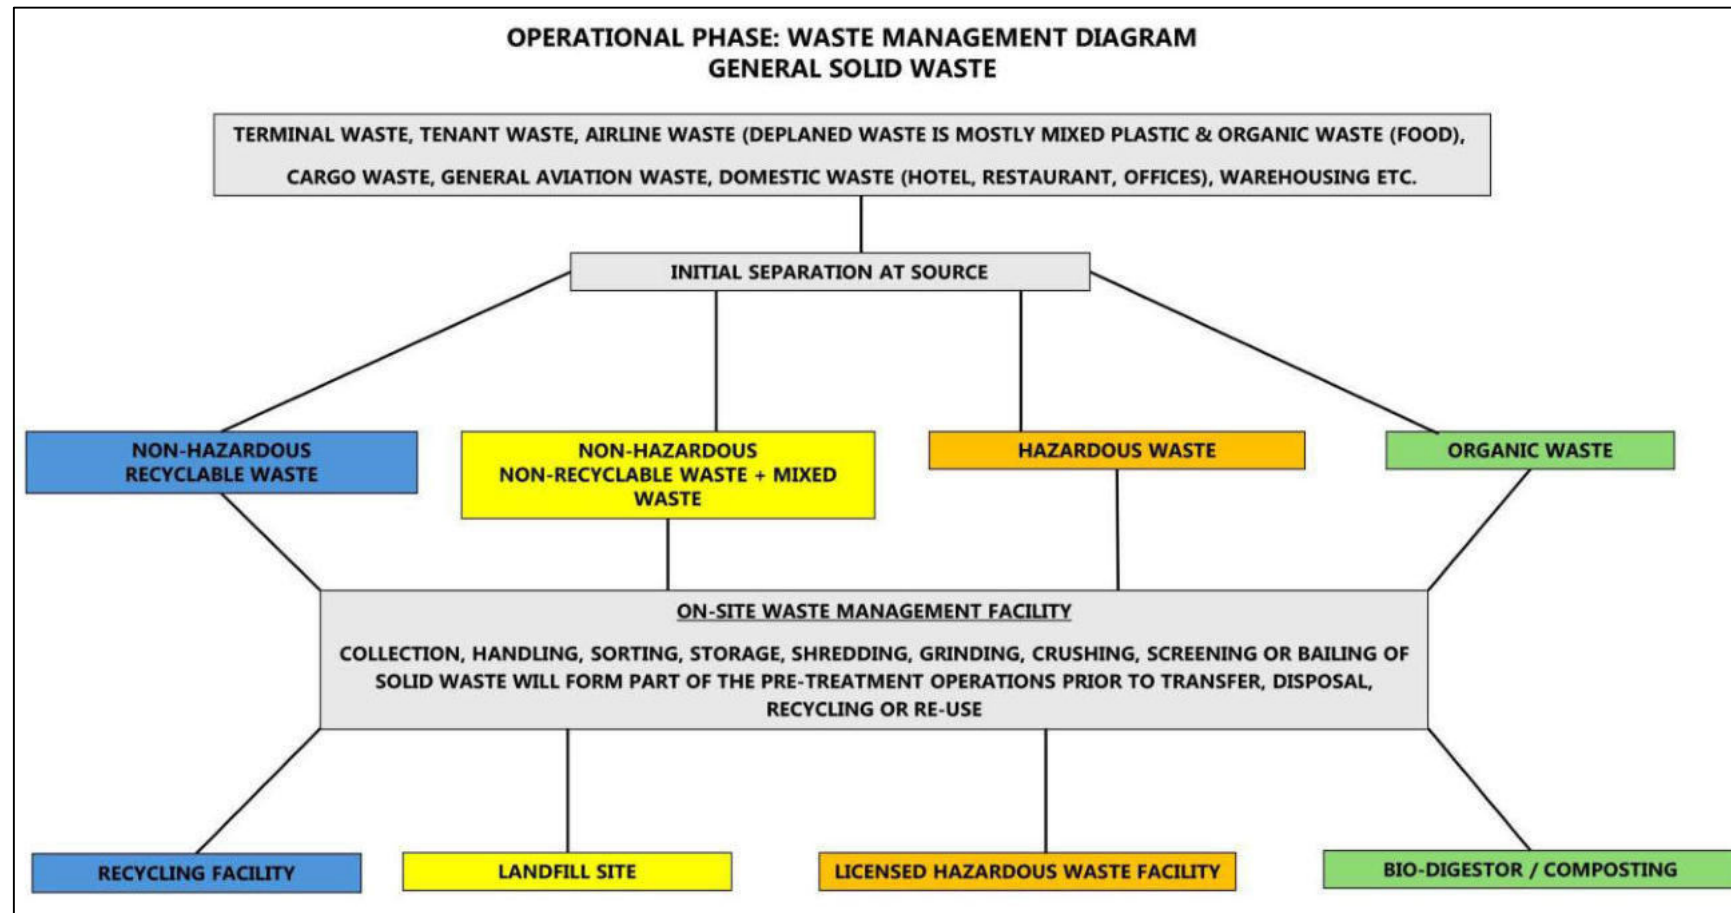 OPERATIONAL PHASE: WASTE MANAGEMENT DIAGRAM
GENERAL SOLID WASTE
TERMINAL WASTE, TENANT WASTE, AIRLINE WASTE (DEPLANED WASTE IS MOSTLY MIXED PLASTIC & ORGANIC WASTE (FOOD),
CARGO WASTE, GENERAL AVIATION WASTE, DOMESTIC WASTE (HOTEL, RESTAURANT, OFFICES), WAREHOUSING ETC.
INITIAL SEPARATION AT SOURCE
NON-HAZARDOUS
RECYCLABLE WASTE
NON-HAZARDOUS
NON-RECYCLABLE WASTE + MIXED
WASTE
HAZARDOUS WASTE
ORGANIC WASTE
ON-SITE WASTE MANAGEMENT FACILITY
COLLECTION, HANDLING, SORTING, STORAGE, SHREDDING, GRINDING, CRUSHING, SCREENING OR BAILING OF
SOLID WASTE WILL FORM PART OF THE PRE-TREATMENT OPERATIONS PRIOR TO TRANSFER, DISPOSAL,
RECYCLING OR RE-USE
RECYCLING FACILITY
LANDFILL SITE
LICENSED HAZARDOUS WASTE FACILITY
BIO-DIGESTOR / COMPOSTING